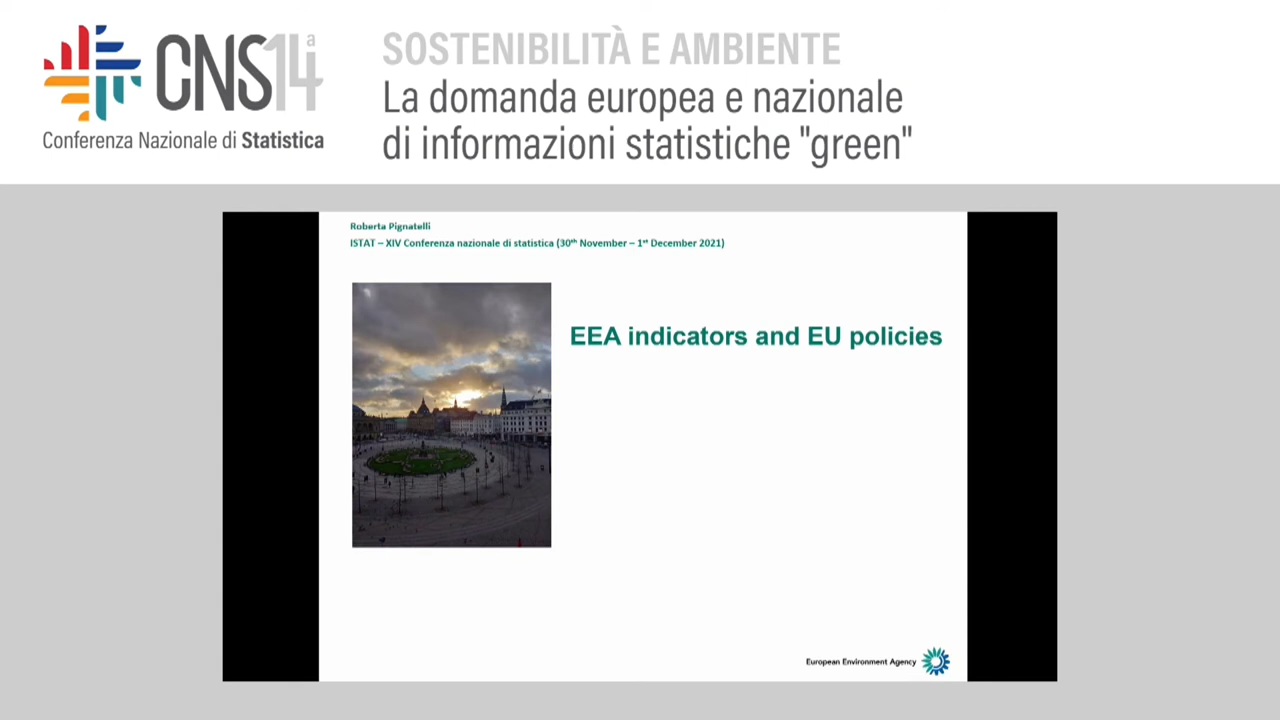 CNS14ª
Conferenza Nazionale di Statistica
SOSTENIBILITÀ E AMBIENTE
La domanda europea e nazionale
di informazioni statistiche "green"
Roberta Pignatelli
ISTAT – XIV Conferenza nazionale di statistica (30th November – 1st December 2021)
EEA indicators and EU policies
European Environment Agency